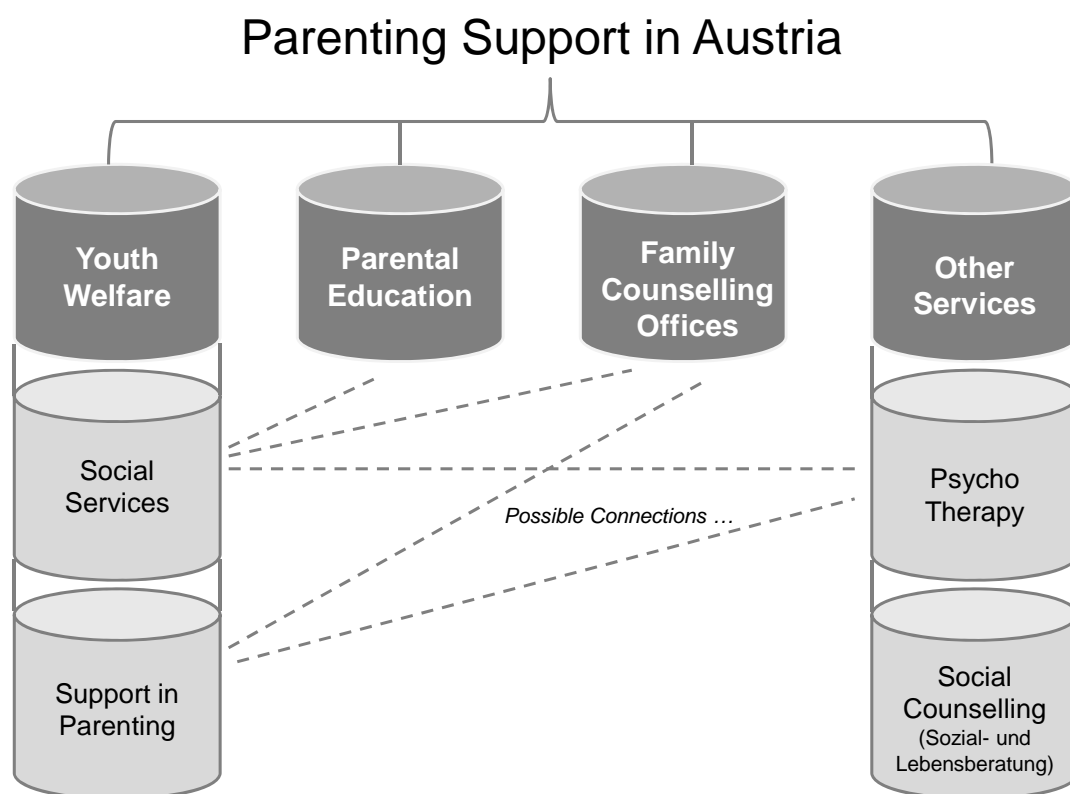 Parenting Support in Austria
Youth
Welfare
Parental
Education
Family
Counselling
Offices
Other
Services
Social
Services
Psycho
Therapy
Possible Connections …
Support in
Parenting
Social
Counselling
(Sozial- und
Lebensberatung)